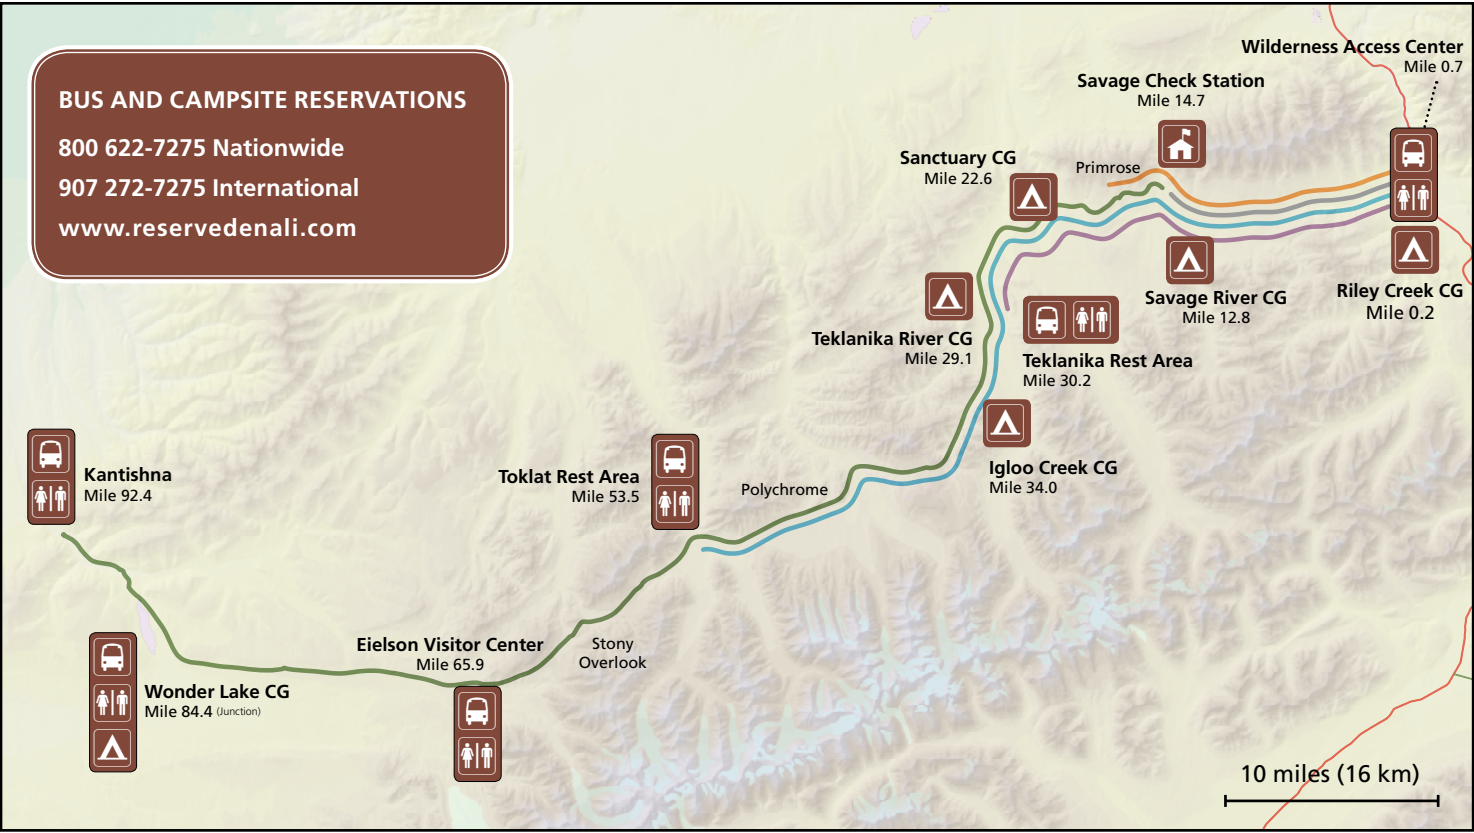 BUS AND CAMPSITE RESERVATIONS
800 622-7275 Nationwide
907 272-7275 International
www.reservedenali.com
Wilderness Access Center
Mile 0.7
Savage Check Station
Mile 14.7
Primrose
Sanctuary CG
Mile 22.6
Savage River CG
Mile 12.8
Riley Creek CG
Mile 0.2
Teklanika River CG
Mile 29.1
Teklanika Rest Area
Mile 30.2
Igloo Creek CG
Mile 34.0
Polychrome
Toklat Rest Area
Mile 53.5
Kantishna
Mile 92.4
Stony
Overlook
Eielson Visitor Center
Mile 65.9
Wonder Lake CG
Mile 84.4 (Junction)
10 miles (16 km)